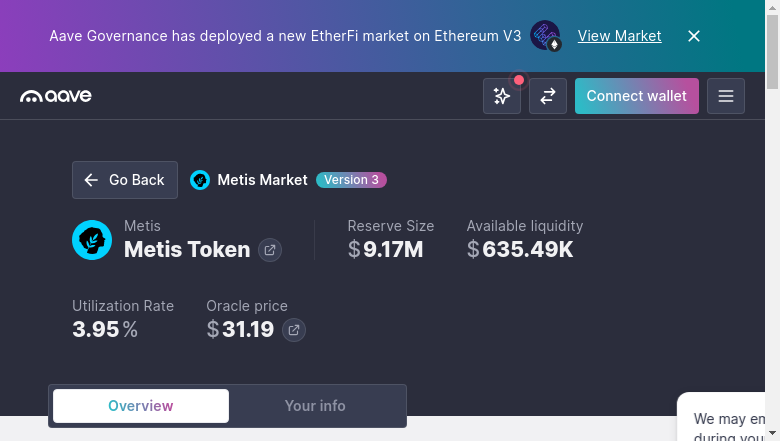 Aave Governance has deployed a new EtherFi market on Ethereum V3 View Market
aave
Connect wallet
Go Back
Metis Market
Version 3
Metis
Metis Token
Reserve Size
$9.17M
Available liquidity
$635.49K
Utilization Rate
3.95%
Oracle price
$31.19
Overview
Your info
We may em
during you